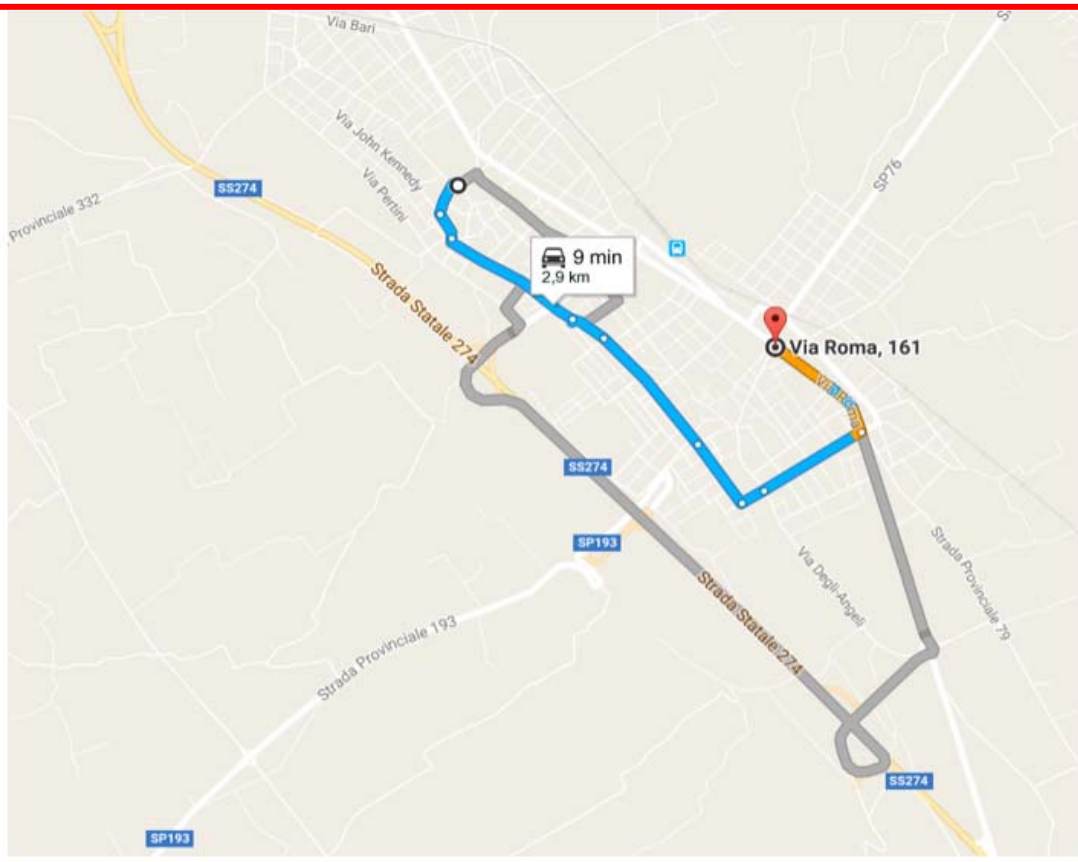 Via Bari
Via John Kennedy
Via Pertini
SS274
Provinciale 332
SP76
Strada Statale 274
9 min
2,9 km
Via Roma, 161
Via Roma
SS274
SP193
Strada Provinciale 193
Via Degli Angeli
Strada Provinciale 79
Strada Statale 274
SS274
SP193